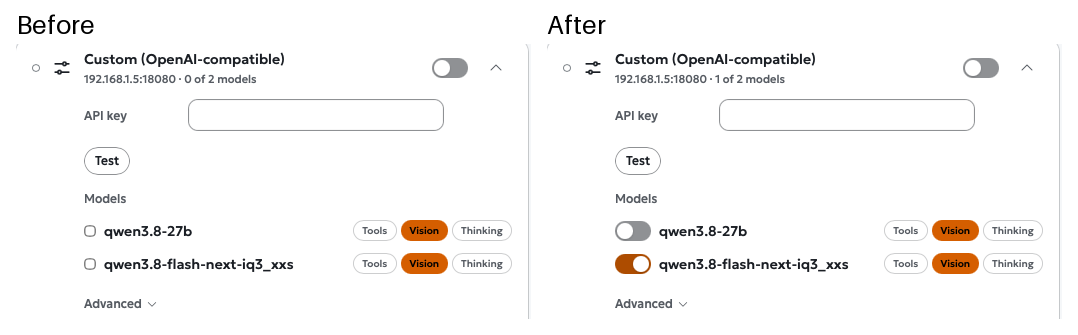 Before
Custom (OpenAI-compatible)
192.168.1.5:18080 · 0 of 2 models
API key
Test
Models
qwen3.8-27b Tools Vision Thinking
qwen3.8-flash-next-iq3_xxs Tools Vision Thinking
Advanced
After
Custom (OpenAI-compatible)
192.168.1.5:18080 · 1 of 2 models
API key
Test
Models
qwen3.8-27b Tools Vision Thinking
qwen3.8-flash-next-iq3_xxs Tools Vision Thinking
Advanced